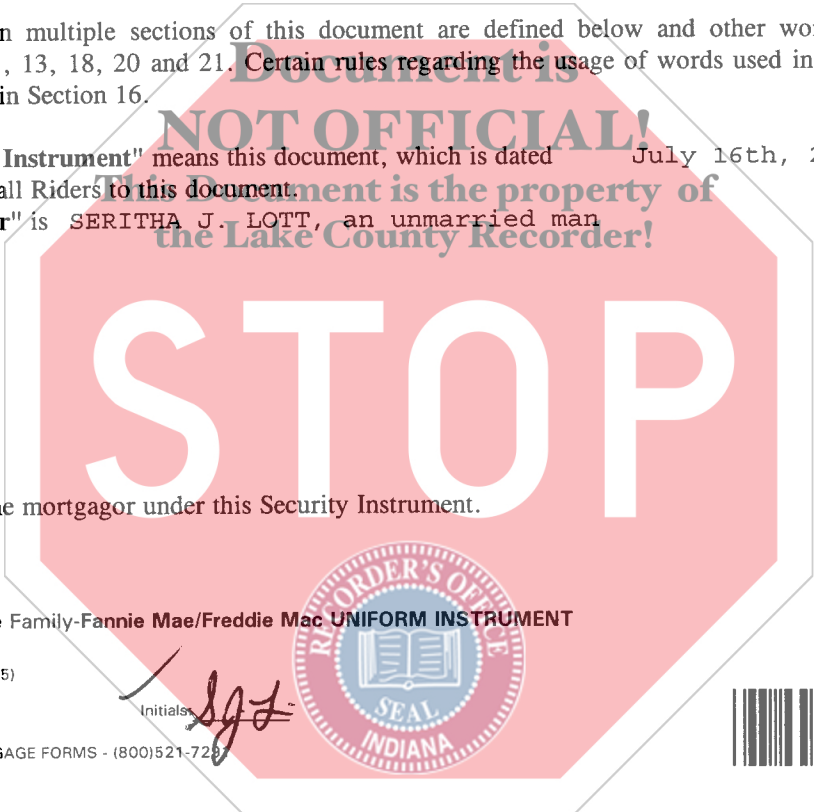 n multiple sections of this document are defined below and other wor
, 13, 18, 20 and 21. Certain rules regarding the usage of words used in
in Section 16.
Document is
NOT OFFICIAL!
This Document is the property of
the Lake County Recorder!
Instrument" means this document, which is dated July 16th, 2
all Riders to this document.
r" is SERITHA J. LOTT, an unmarried man
STOP
e mortgagor under this Security Instrument.
RECORDER'S OFFICE
SEAL
INDIANA
e Family-Fannie Mae/Freddie Mac UNIFORM INSTRUMENT
5)
Initials: SJL
GAGE FORMS - (800)521-729